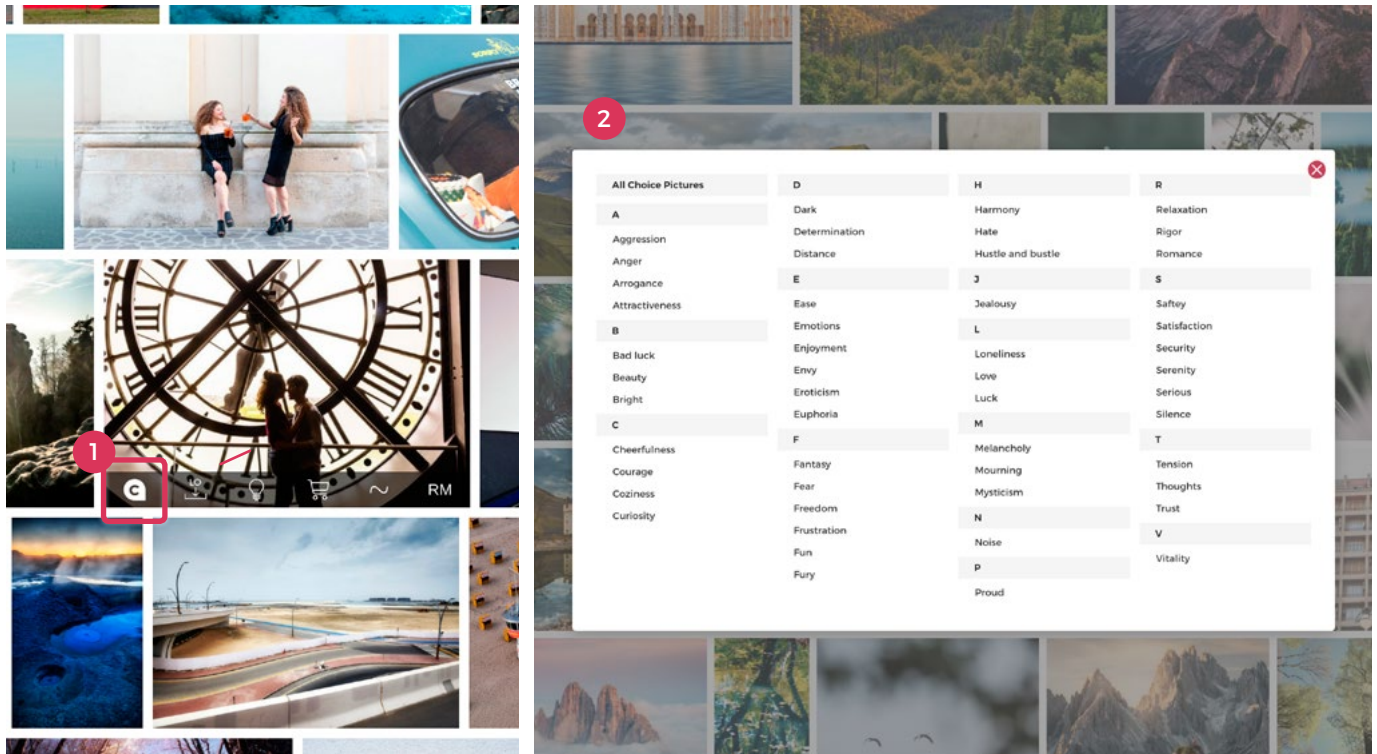 1
C
LO
RM
2
All Choice Pictures
A
Aggression
Anger
Arrogance
Attractiveness
B
Bad luck
Beauty
Bright
C
Cheerfulness
Courage
Coziness
Curiosity
D
Dark
Determination
Distance
E
Ease
Emotions
Enjoyment
Envy
Eroticism
Euphoria
F
Fantasy
Fear
Freedom
Frustration
Fun
Fury
H
Harmony
Hate
Hustle and bustle
J
Jealousy
L
Loneliness
Love
Luck
M
Melancholy
Mourning
Mysticism
N
Noise
P
Proud
R
Relaxation
Rigor
Romance
S
Saftey
Satisfaction
Security
Serenity
Serious
Silence
T
Tension
Thoughts
Trust
V
Vitality